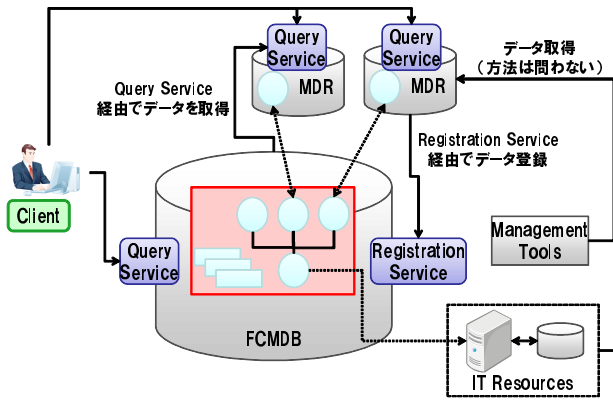 Query
Service
MDR
Query
Service
MDR
データ取得
（方法は問わない）
Query Service
経由でデータを取得
Registration Service
経由でデータ登録
Client
Query
Service
Registration
Service
Management
Tools
FCMDB
IT Resources